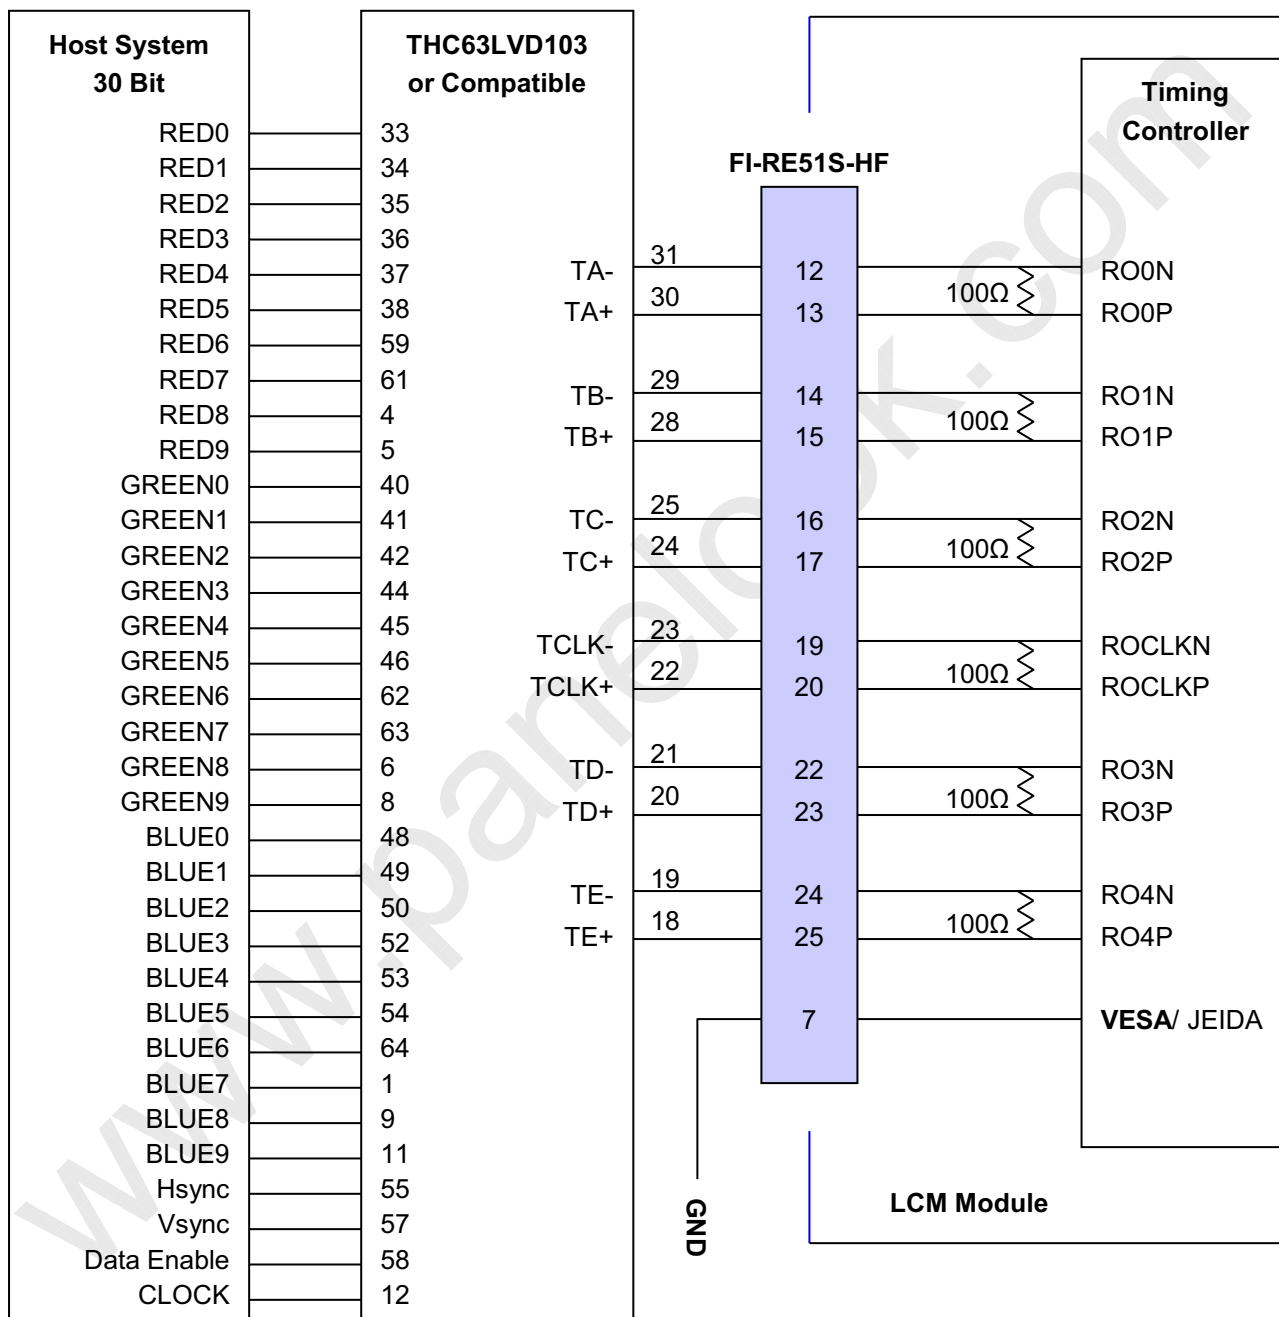 Host System
30 Bit
RED0
RED1
RED2
RED3
RED4
RED5
RED6
RED7
RED8
RED9
GREEN0
GREEN1
GREEN2
GREEN3
GREEN4
GREEN5
GREEN6
GREEN7
GREEN8
GREEN9
BLUE0
BLUE1
BLUE2
BLUE3
BLUE4
BLUE5
BLUE6
BLUE7
BLUE8
BLUE9
Hsync
Vsync
Data Enable
CLOCK
THC63LVD103
or Compatible
33
34
35
36
37
38
59
61
4
5
40
41
42
44
45
46
62
63
6
8
48
49
50
52
53
54
64
1
9
11
55
57
58
12
TA-
TA+
TB-
TB+
TC-
TC+
TCLK-
TCLK+
TD-
TD+
TE-
TE+
31
30
29
28
25
24
23
22
21
20
19
18
GND
FI-RE51S-HF
12
13
14
15
16
17
19
20
22
23
24
25
7
100Ω
100Ω
100Ω
100Ω
100Ω
100Ω
LCM Module
Timing
Controller
RO0N
RO0P
RO1N
RO1P
RO2N
RO2P
ROCLKN
ROCLKP
RO3N
RO3P
RO4N
RO4P
VESA/ JEIDA
www.panelook.com